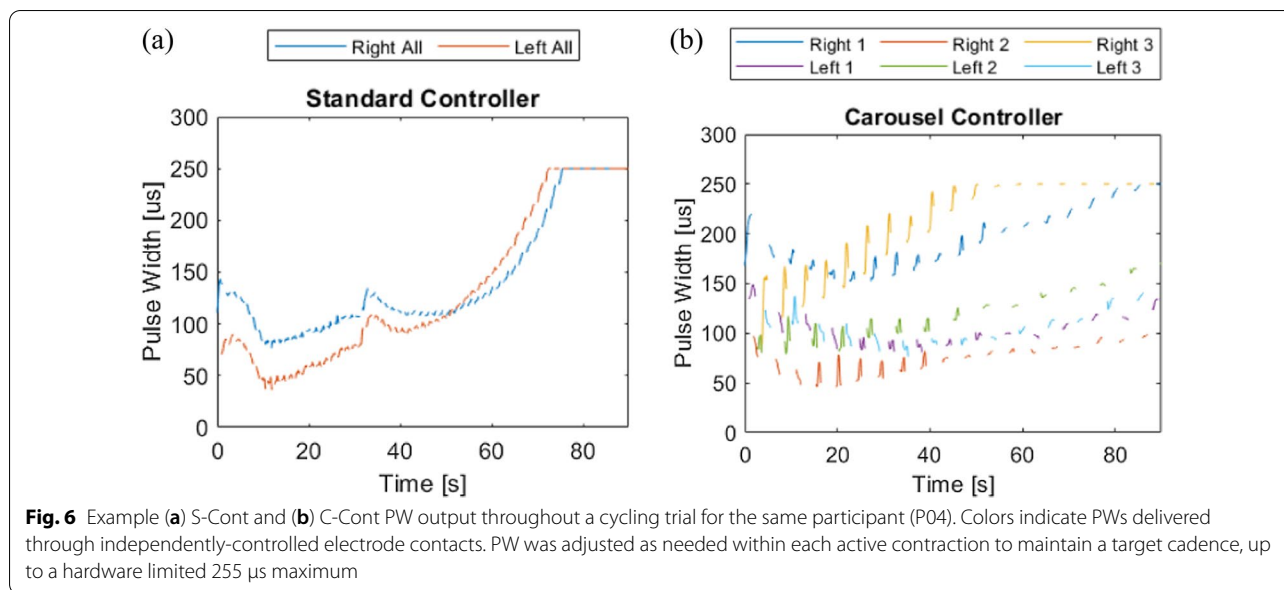 (a)
Right All Left All
Standard Controller
300
250
200
150
100
50
0
Pulse Width [us]
0 20 40 60 80
Time [s]
(b)
Right 1 Right 2 Right 3
Left 1 Left 2 Left 3
Carousel Controller
300
250
200
150
100
50
0
Pulse Width [us]
0 20 40 60 80
Time [s]
Fig. 6 Example (a) S-Cont and (b) C-Cont PW output throughout a cycling trial for the same participant (P04). Colors indicate PWs delivered
through independently-controlled electrode contacts. PW was adjusted as needed within each active contraction to maintain a target cadence, up
to a hardware limited 255 μs maximum